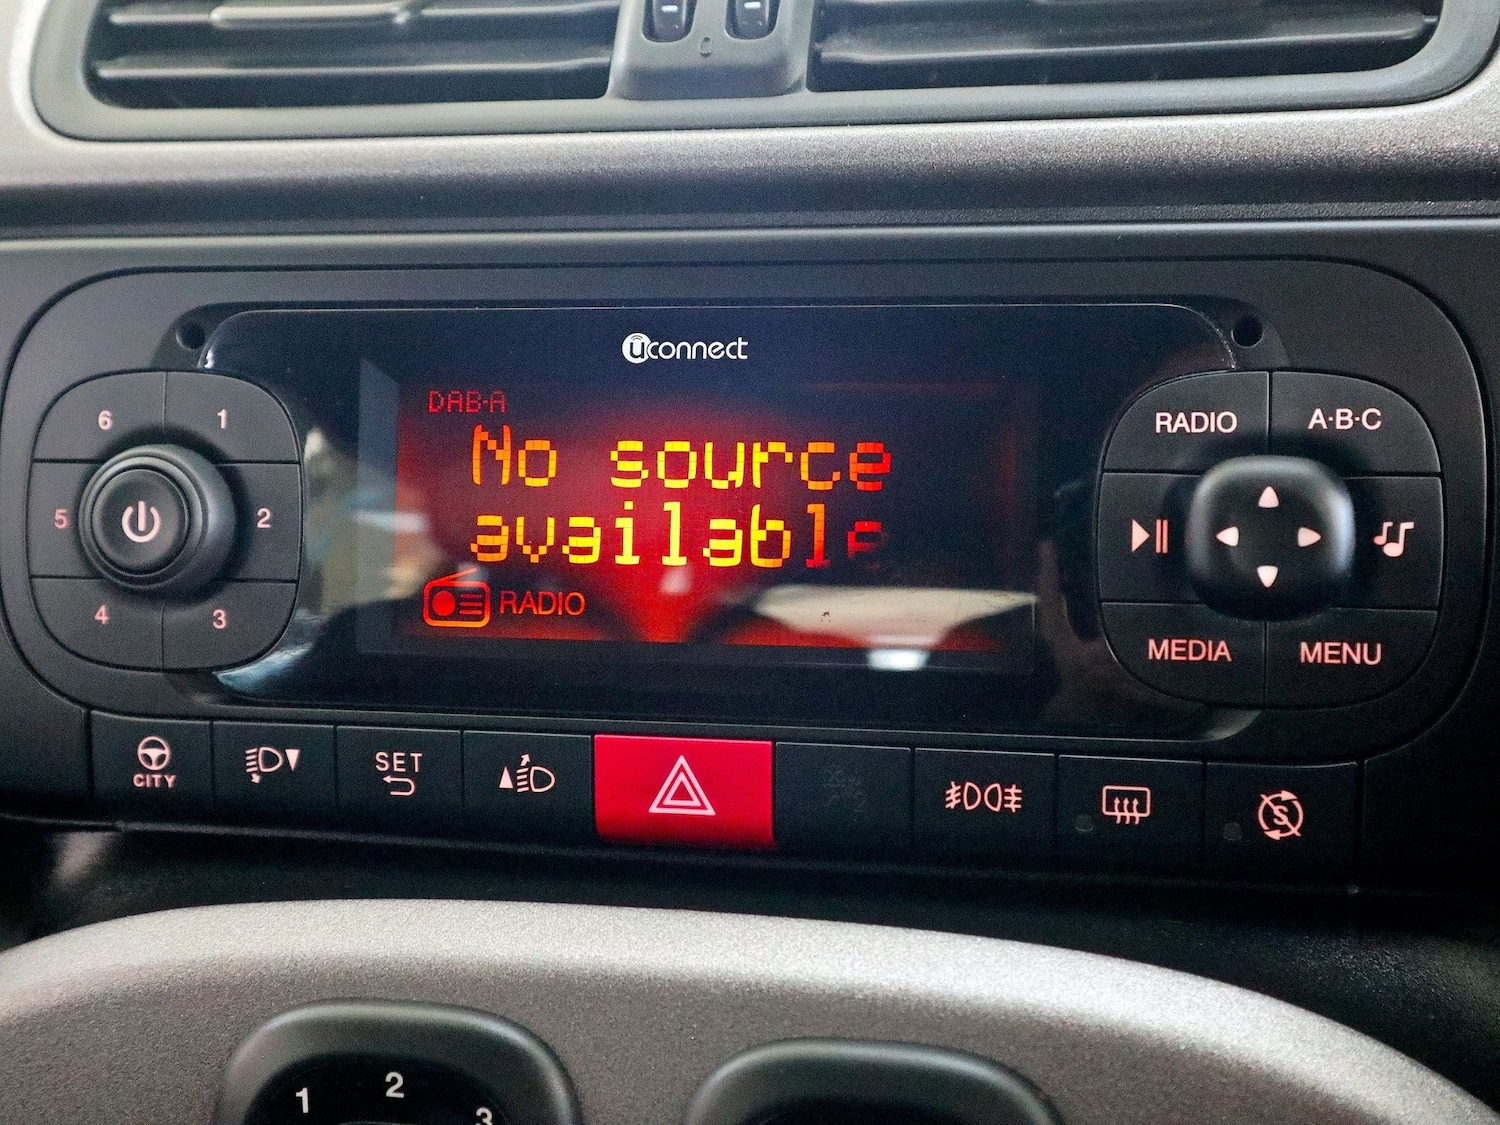 uconnect
DAB-A
No source
available
RADIO
6 1
5 2
4 3
RADIO A·B·C
MEDIA MENU
CITY
SET
S
1 2 3